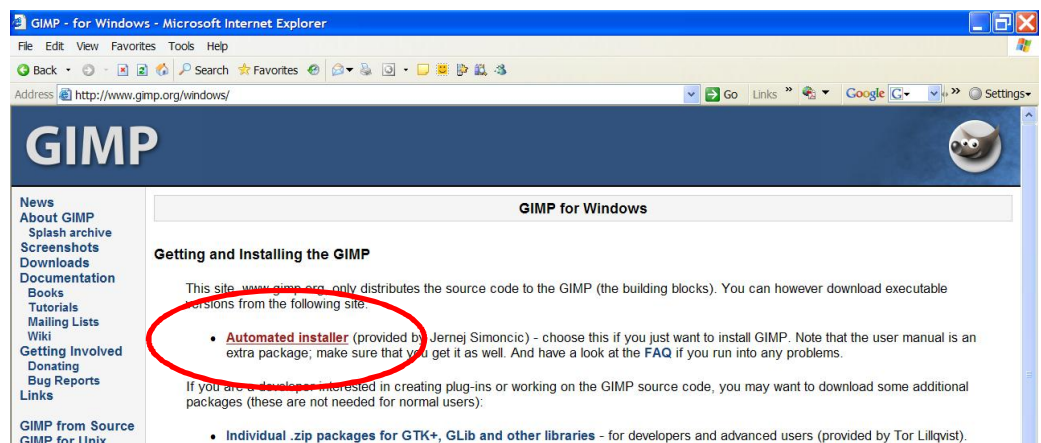 GIMP - for Windows - Microsoft Internet Explorer
File Edit View Favorites Tools Help
Back Search Favorites
Address http://www.gimp.org/windows/ Go Links » Google G » Settings
GIMP
News
About GIMP
Splash archive
Screenshots
Downloads
Documentation
Books
Tutorials
Mailing Lists
Wiki
Getting Involved
Donating
Bug Reports
Links
GIMP from Source
GIMP for Unix
GIMP for Windows
Getting and Installing the GIMP
This site, www.gimp.org, only distributes the source code to the GIMP (the building blocks). You can however download executable
versions from the following site:
• Automated installer (provided by Jernej Simoncic) - choose this if you just want to install GIMP. Note that the user manual is an
extra package; make sure that you get it as well. And have a look at the FAQ if you run into any problems.
If you are a developer interested in creating plug-ins or working on the GIMP source code, you may want to download some additional
packages (these are not needed for normal users):
• Individual .zip packages for GTK+, GLib and other libraries - for developers and advanced users (provided by Tor Lillqvist).